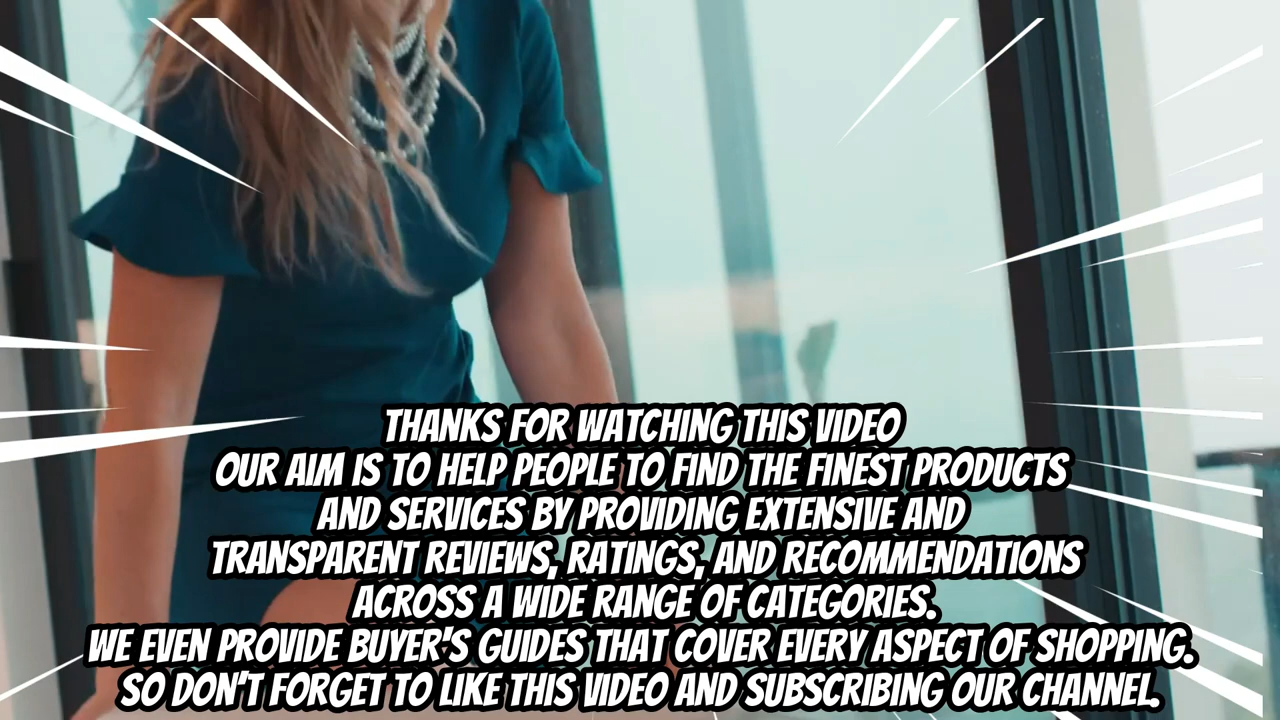 THANKS FOR WATCHING THIS VIDEO
OUR AIM IS TO HELP PEOPLE TO FIND THE FINEST PRODUCTS
AND SERVICES BY PROVIDING EXTENSIVE AND
TRANSPARENT REVIEWS, RATINGS, AND RECOMMENDATIONS
ACROSS A WIDE RANGE OF CATEGORIES.
WE EVEN PROVIDE BUYER'S GUIDES THAT COVER EVERY ASPECT OF SHOPPING.
SO DON'T FORGET TO LIKE THIS VIDEO AND SUBSCRIBING OUR CHANNEL.